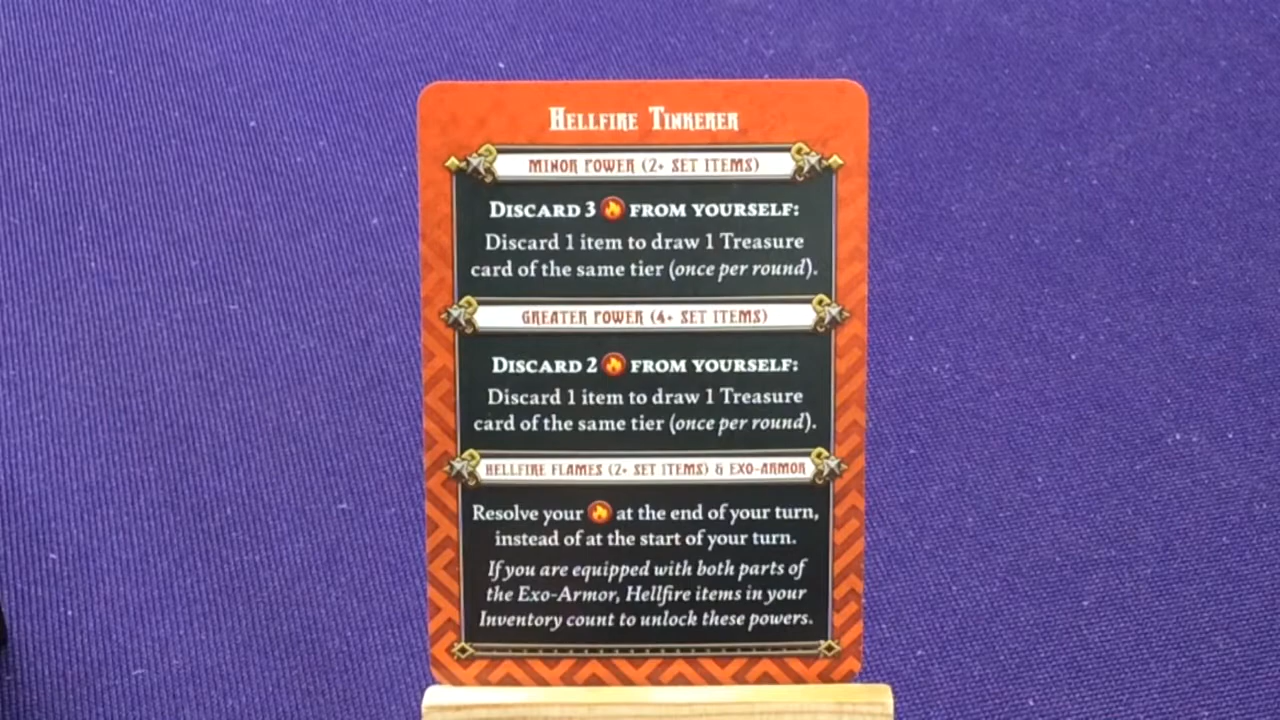 Hellfire Tinkerer
Minor Power (2+ Set Items)
Discard 3 from yourself:
Discard 1 item to draw 1 Treasure
card of the same tier (once per round).
Greater Power (4+ Set Items)
Discard 2 from yourself:
Discard 1 item to draw 1 Treasure
card of the same tier (once per round).
Hellfire Flames (2+ Set Items) & Exo-Armor
Resolve your at the end of your turn,
instead of at the start of your turn.
If you are equipped with both parts of
the Exo-Armor, Hellfire items in your
Inventory count to unlock these powers.